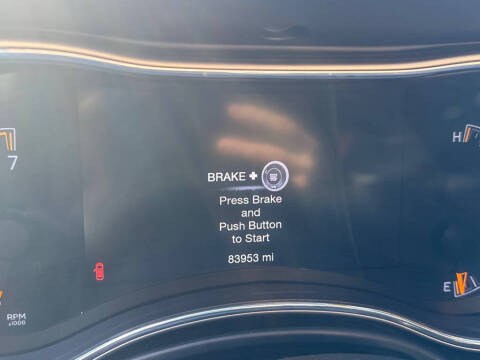 H
7
BRAKE +
Press Brake
and
Push Button
to Start
83953 mi
E
RPM
x1000